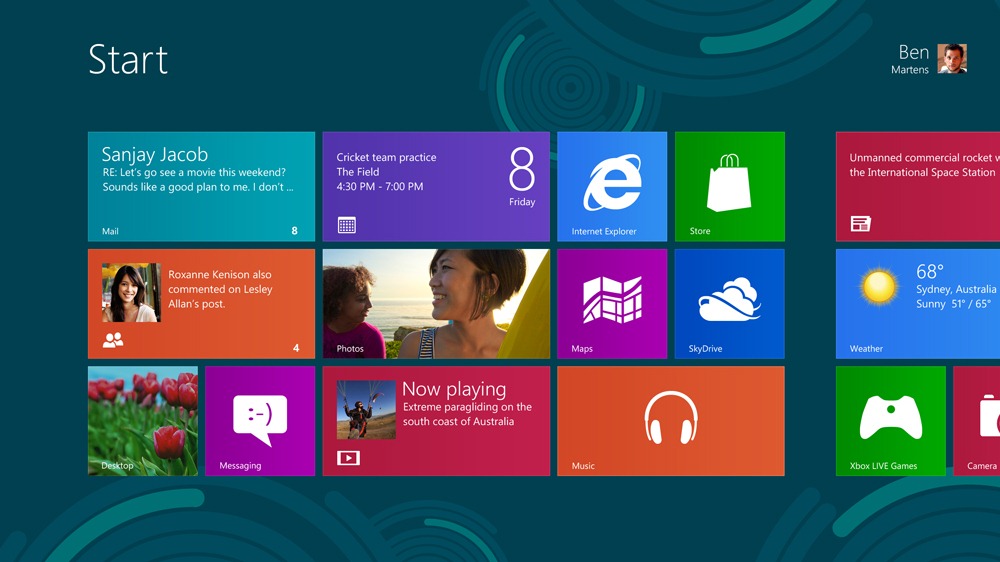 Start
Ben
Martens
Sanjay Jacob
RE: Let's go see a movie this weekend?
Sounds like a good plan to me. I don't ...
Mail
8
Cricket team practice
The Field
4:30 PM - 7:00 PM
8
Friday
Internet Explorer
Store
Unmanned commercial rocket w
the International Space Station
Roxanne Kenison also
commented on Lesley
Allan's post.
4
Photos
Maps
SkyDrive
68°
Sydney, Australia
Sunny 51° / 65°
Weather
Desktop
:-)
Messaging
Now playing
Extreme paragliding on the
south coast of Australia
Music
Xbox LIVE Games
Camera